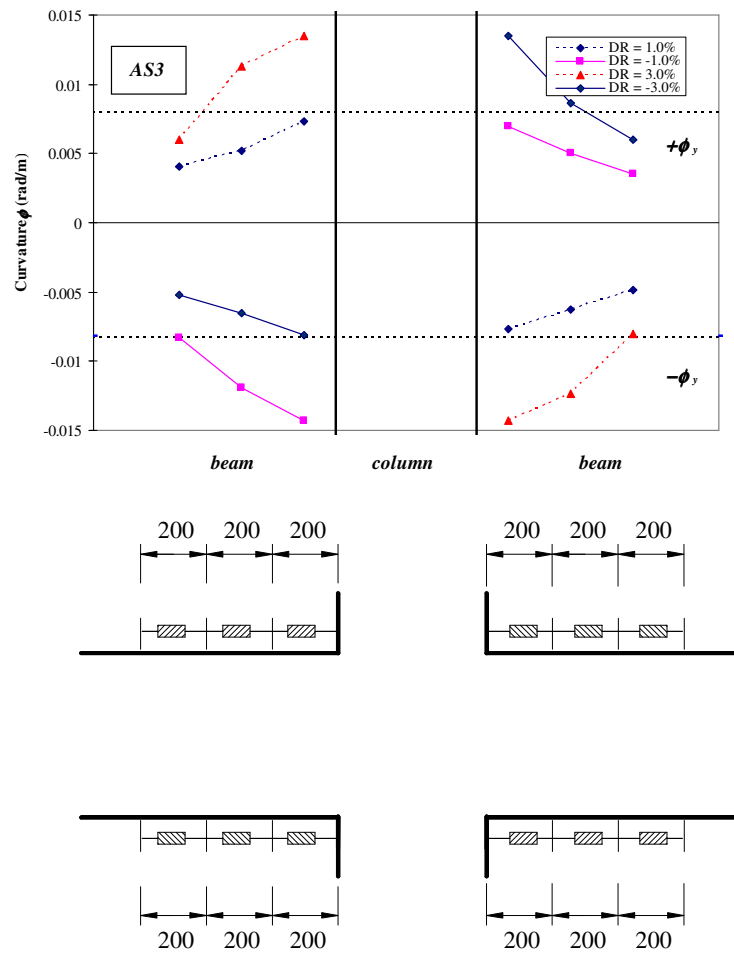 0.015
0.01
0.005
0
-0.005
-0.01
-0.015
Curvature ϕ (rad/m)
AS3
DR = 1.0%
DR = -1.0%
DR = 3.0%
DR = -3.0%
+ϕ y
−ϕ y
beam column beam
200 200 200 200 200 200
200 200 200 200 200 200